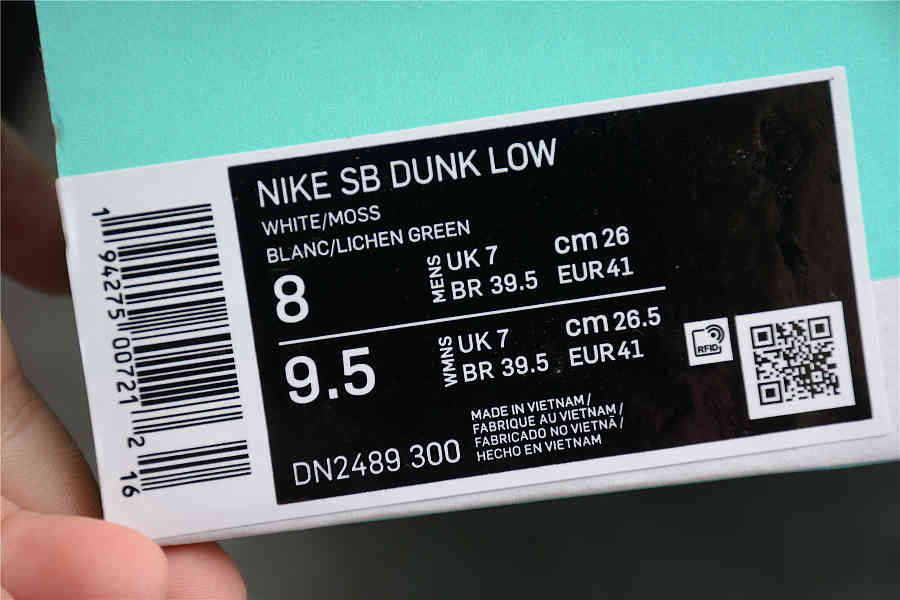 NIKE SB DUNK LOW
WHITE/MOSS
BLANC/LICHEN GREEN
8
MENS
UK 7
cm 26
BR 39.5
EUR 41
9.5
WMNS
UK 7
cm 26.5
BR 39.5
EUR 41
RFID
MADE IN VIETNAM /
FABRIQUE AU VIETNAM /
FABRICADO NO VIETNÃ /
HECHO EN VIETNAM
DN2489 300
1 94275 00721 2 16